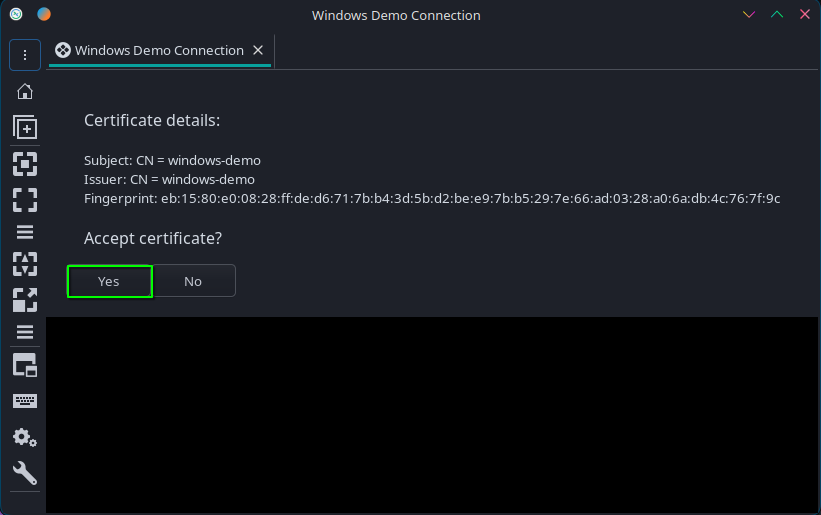 Windows Demo Connection
Windows Demo Connection
Certificate details:
Subject: CN = windows-demo
Issuer: CN = windows-demo
Fingerprint: eb:15:80:e0:08:28:ff:de:d6:71:7b:b4:3d:5b:d2:be:e9:7b:b5:29:7e:66:ad:03:28:a0:6a:db:4c:76:7f:9c
Accept certificate?
Yes No